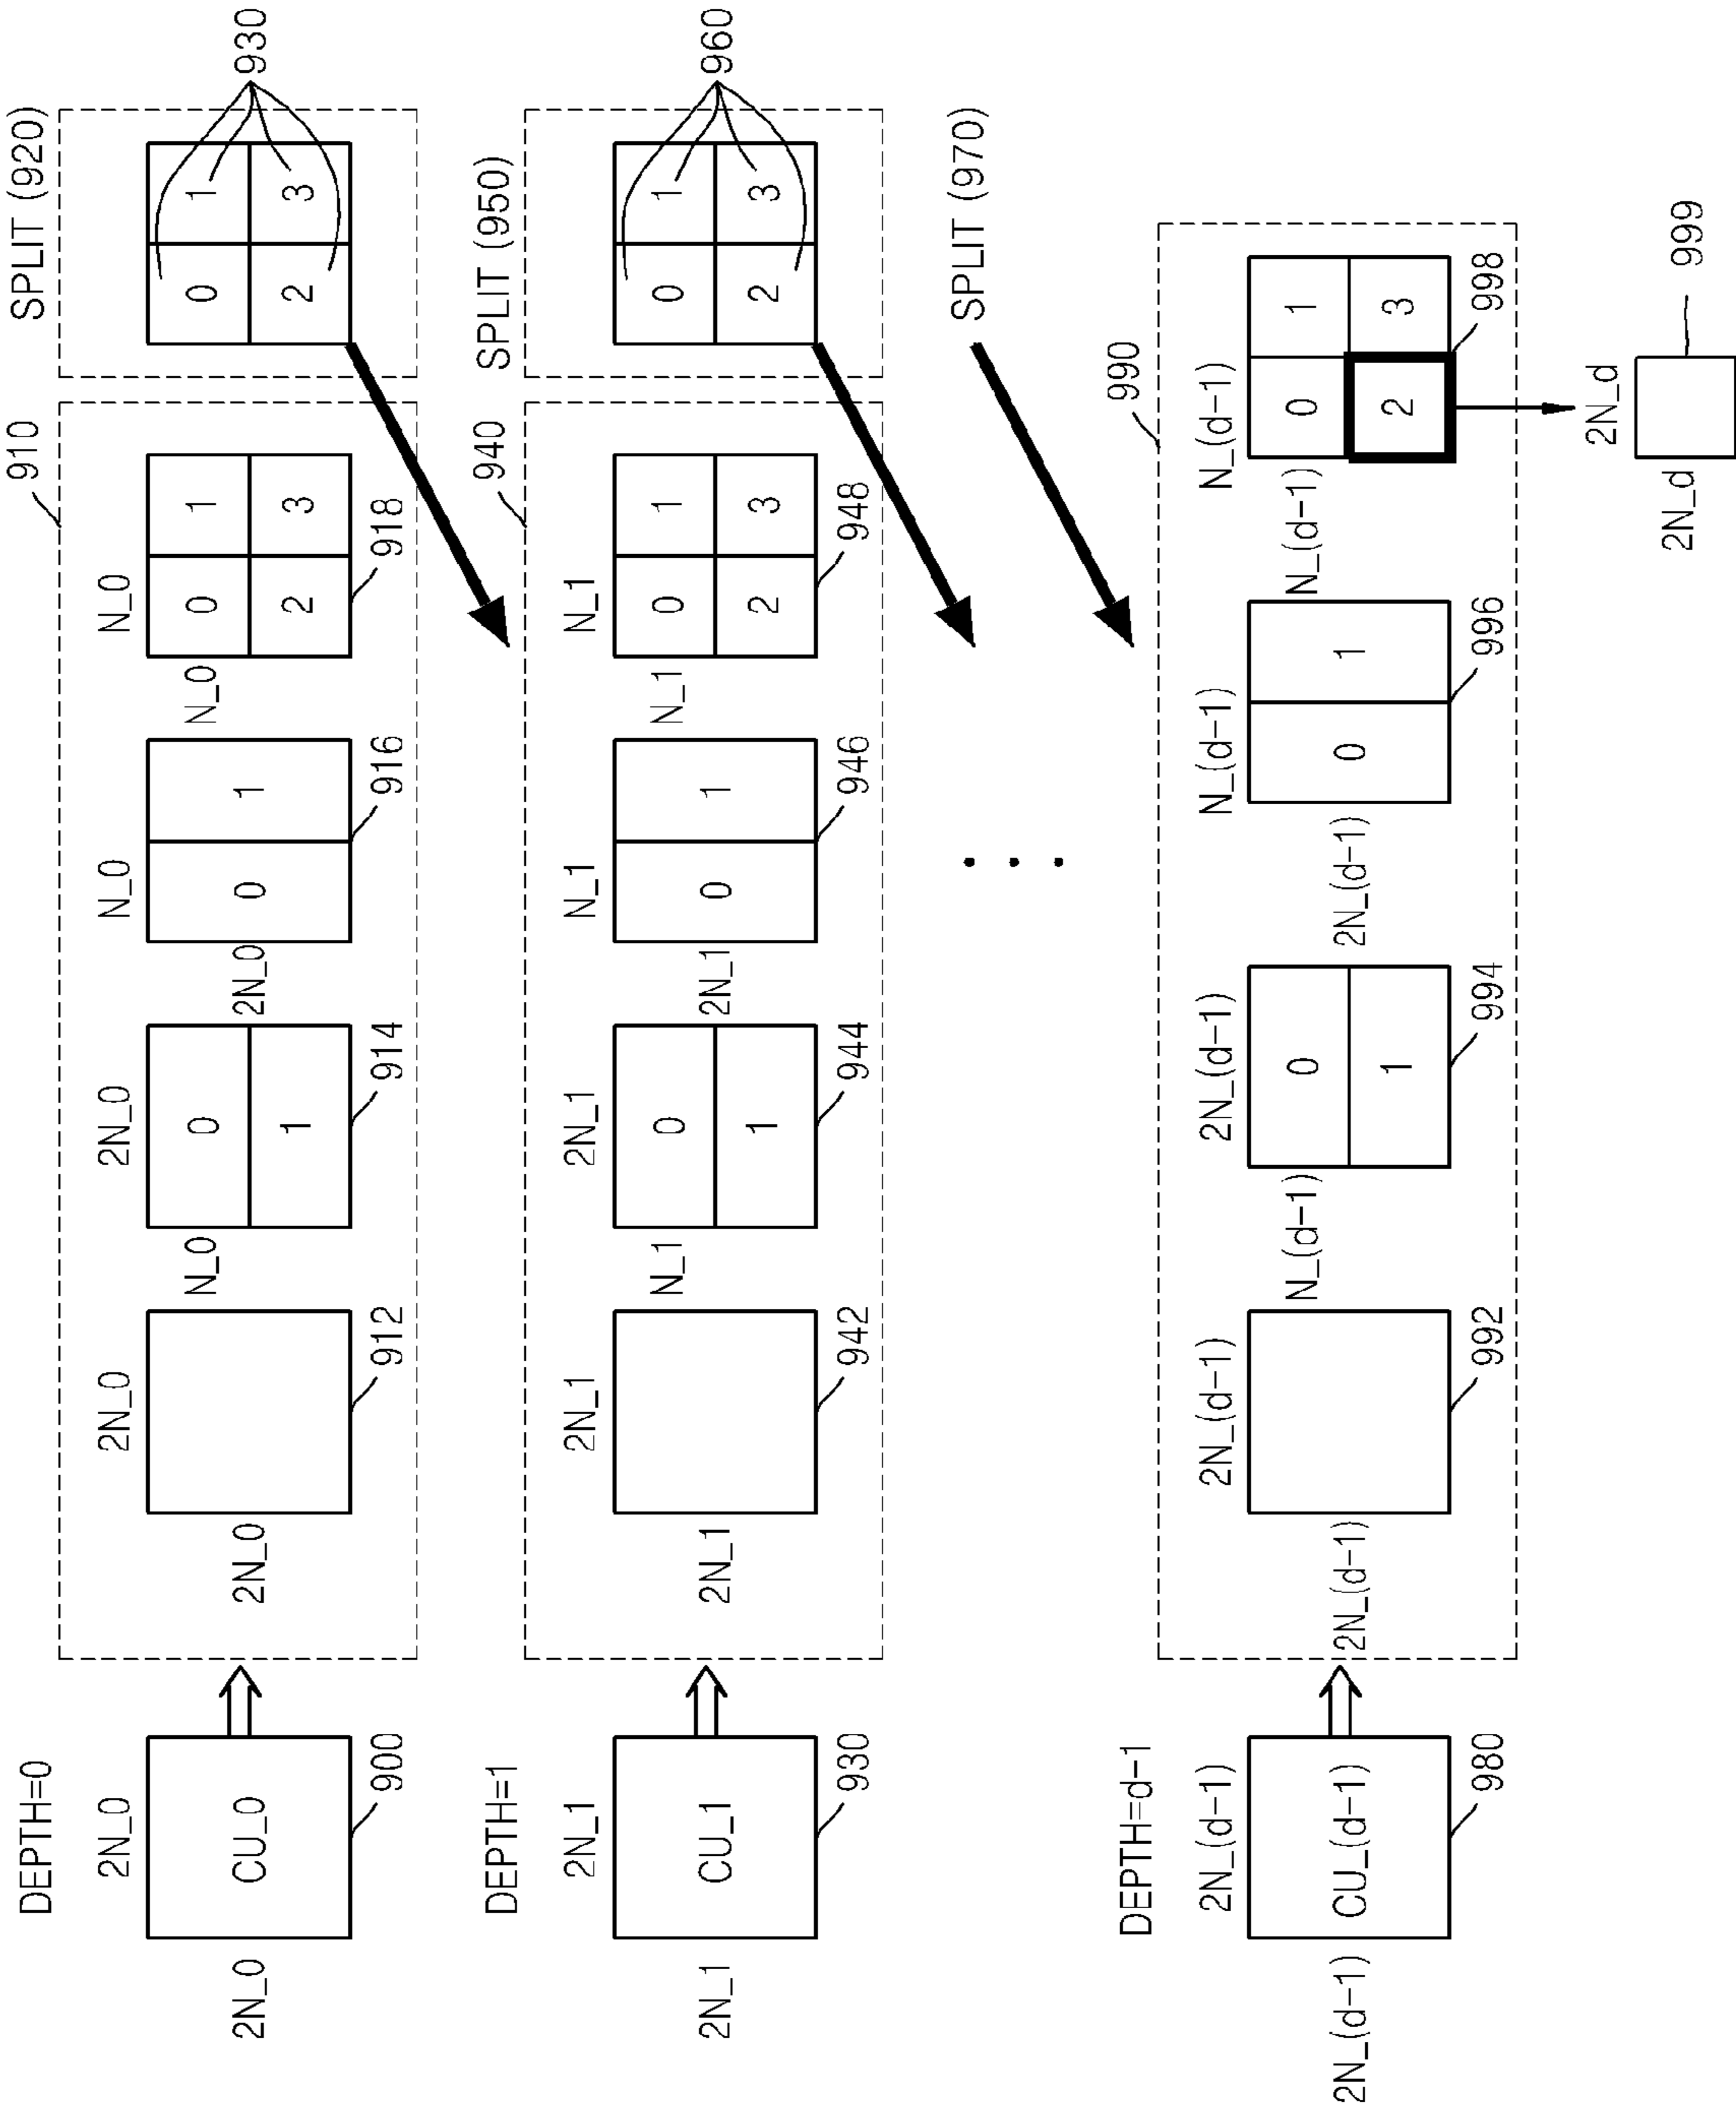 DEPTH=0
2N_0
2N_0
CU_0
900
910
2N_0
2N_0
912
2N_0
N_0
0
1
914
N_0
2N_0
0
1
916
N_0
N_0
0
1
2
3
918
SPLIT (920)
0
1
2
3
930
DEPTH=1
2N_1
2N_1
CU_1
930
940
2N_1
2N_1
942
2N_1
N_1
0
1
944
N_1
2N_1
0
1
946
N_1
N_1
0
1
2
3
948
SPLIT (950)
0
1
2
3
960
SPLIT (970)
DEPTH=d-1
2N_(d-1)
2N_(d-1)
CU_(d-1)
980
990
2N_(d-1)
2N_(d-1)
992
2N_(d-1)
N_(d-1)
0
1
994
N_(d-1)
2N_(d-1)
0
1
996
N_(d-1)
N_(d-1)
0
1
2
3
998
2N_d
2N_d
999